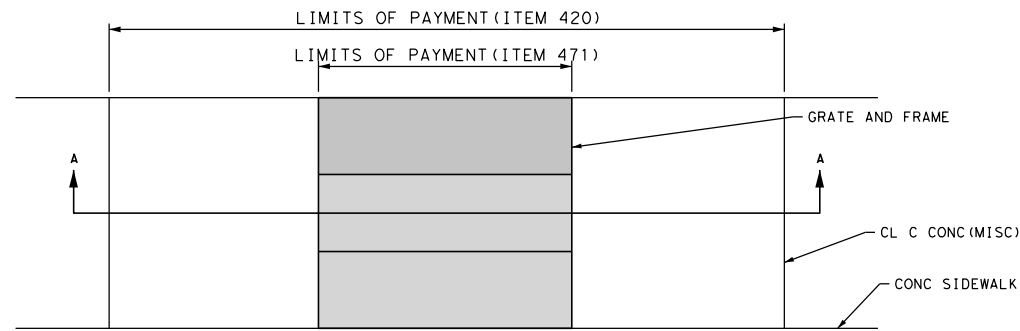 LIMITS OF PAYMENT(ITEM 420)
LIMITS OF PAYMENT(ITEM 471)
GRATE AND FRAME
A
A
CL C CONC(MISC)
CONC SIDEWALK